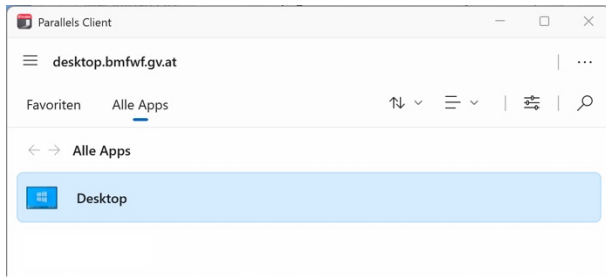 Parallels Client
desktop.bmfwf.gv.at
Favoriten Alle Apps
Alle Apps
Desktop